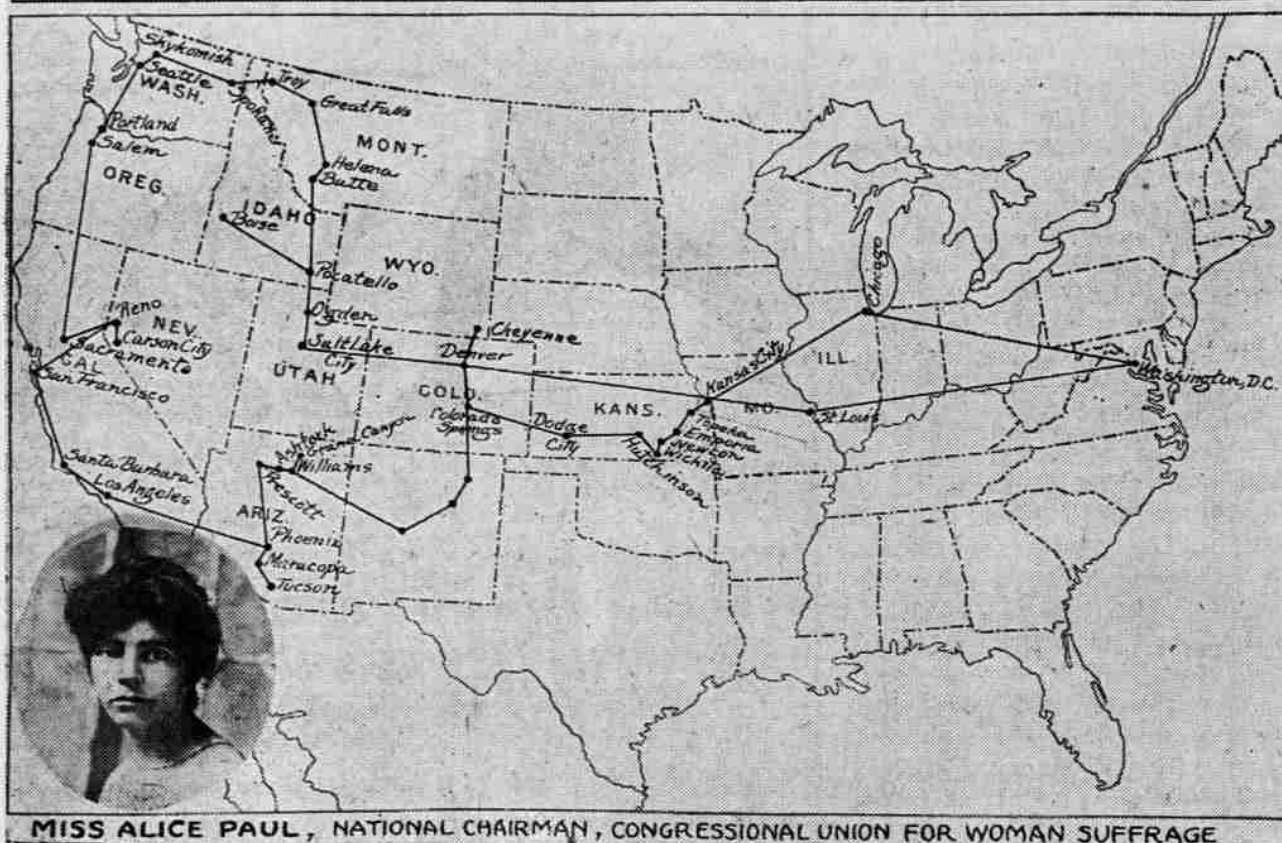 Skykomish
Seattle
WASH.
Spokane
Troy
Great Falls
MONT.
Portland
Salem
OREG.
Helena
Butte
IDAHO
Boise
Pocatello
WYO.
Ogden
Reno
NEV.
Carson City
Sacramento
CAL
San Francisco
Salt Lake
City
UTAH
Cheyenne
Denver
COLO.
Colorado
Springs
Dodge
City
KANS.
Kansas City
MO.
Topeka
Emporia
Newton
Wichita
Hutchinson
Chicago
ILL.
St. Louis
Washington, D.C.
Ashfork
Grand Canyon
Williams
Prescott
Santa Barbara
Los Angeles
ARIZ
Phoenix
Maracopa
Tucson
MISS ALICE PAUL, NATIONAL CHAIRMAN, CONGRESSIONAL UNION FOR WOMAN SUFFRAGE